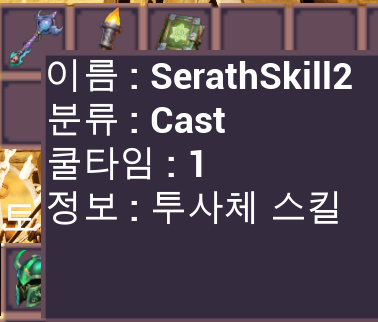 이름 : SerathSkill2
분류 : Cast
쿨타임 : 1
정보 : 투사체 스킬